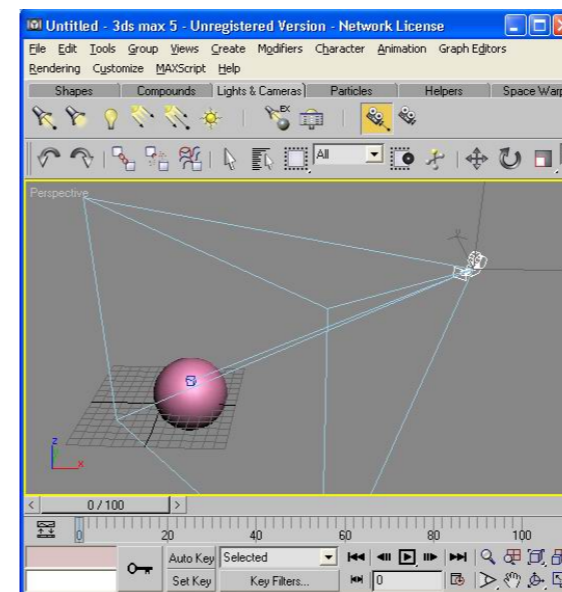 Untitled - 3ds max 5 - Unregistered Version - Network License
File Edit Tools Group Views Create Modifiers Character Animation Graph Editors
Rendering Customize MAXScript Help
Shapes Compounds Lights & Cameras Particles Helpers Space Warp
EX
All
Perspective
z
x
< 0 / 100 >
0 20 40 60 80 100
Auto Key Selected
Set Key Key Filters... 0